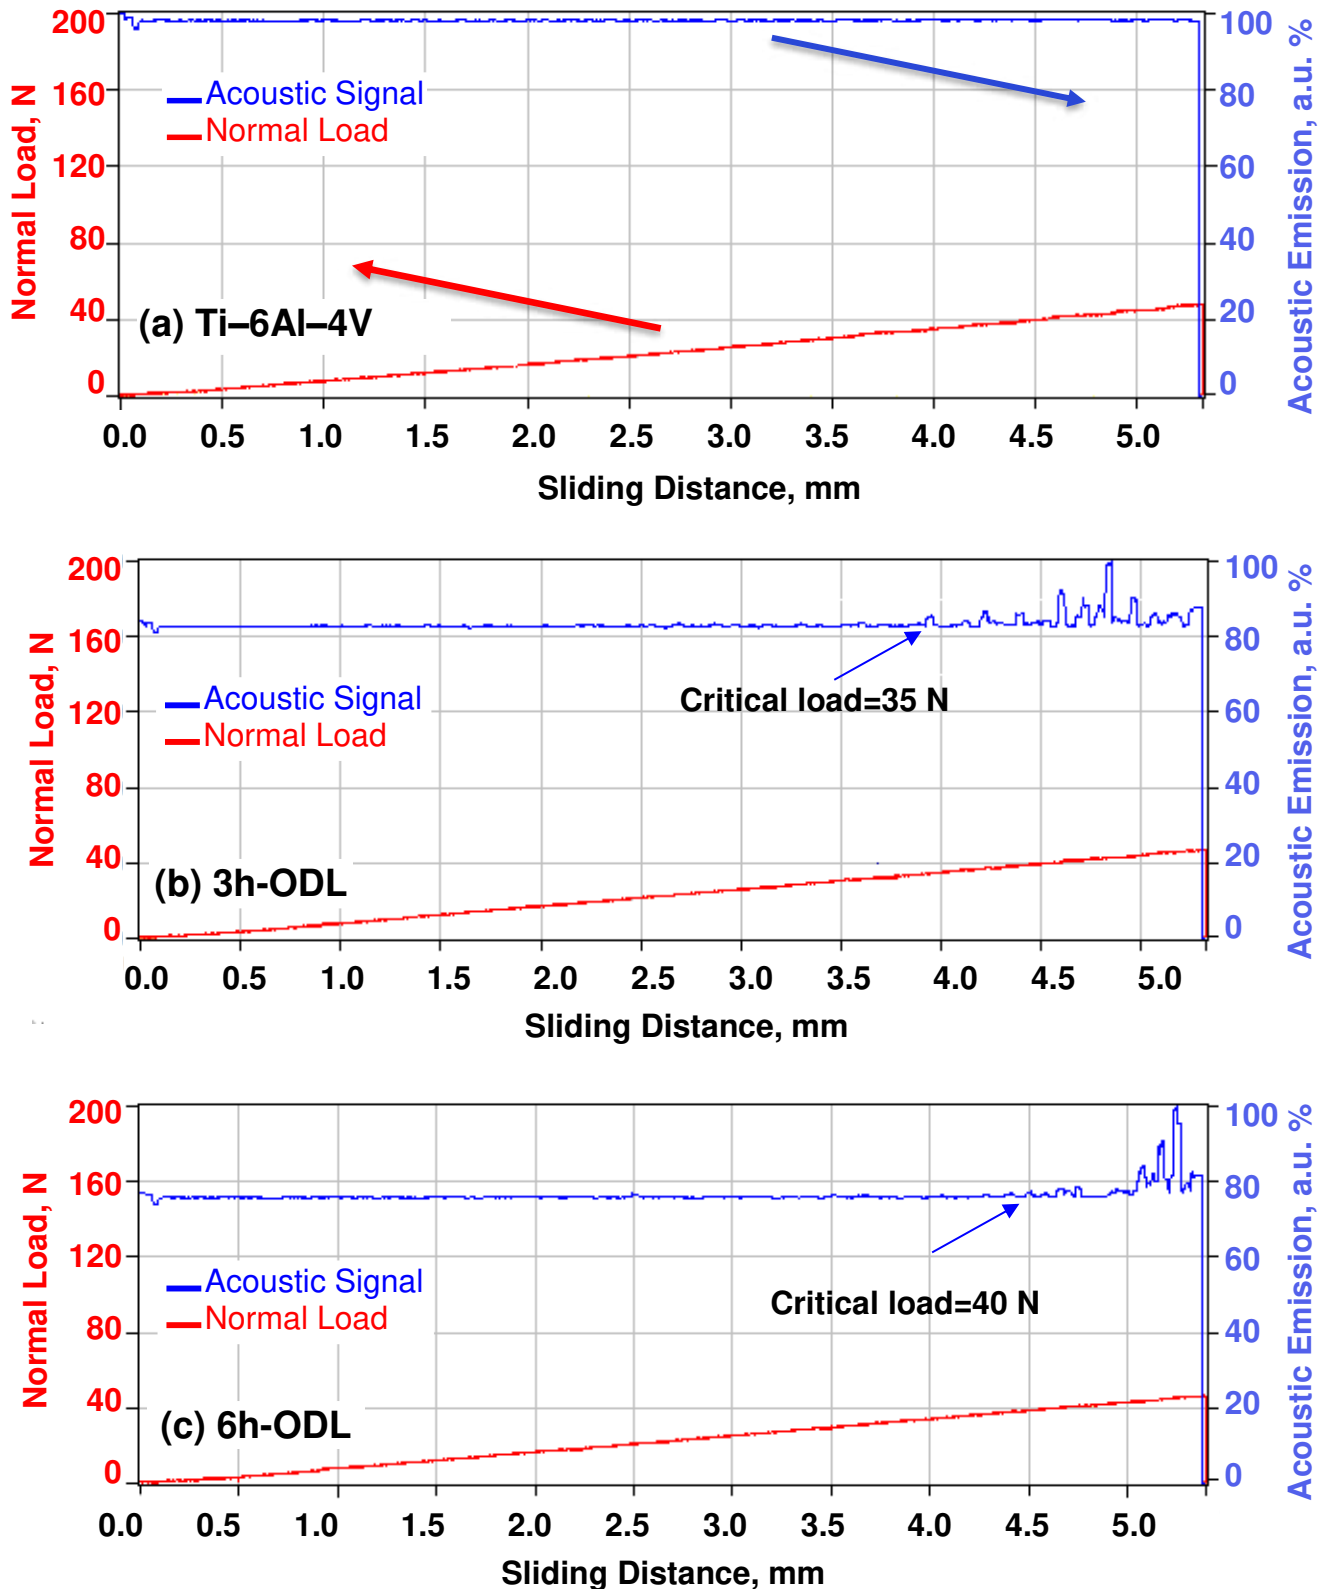 200
160
120
80
40
0
Normal Load, N
100
80
60
40
20
0
Acoustic Emission, a.u. %
Acoustic Signal
Normal Load
(a) Ti–6Al–4V
0.0 0.5 1.0 1.5 2.0 2.5 3.0 3.5 4.0 4.5 5.0
Sliding Distance, mm
200
160
120
80
40
0
Normal Load, N
100
80
60
40
20
0
Acoustic Emission, a.u. %
Acoustic Signal
Normal Load
Critical load=35 N
(b) 3h-ODL
0.0 0.5 1.0 1.5 2.0 2.5 3.0 3.5 4.0 4.5 5.0
Sliding Distance, mm
200
160
120
80
40
0
Normal Load, N
100
80
60
40
20
0
Acoustic Emission, a.u. %
Acoustic Signal
Normal Load
Critical load=40 N
(c) 6h-ODL
0.0 0.5 1.0 1.5 2.0 2.5 3.0 3.5 4.0 4.5 5.0
Sliding Distance, mm